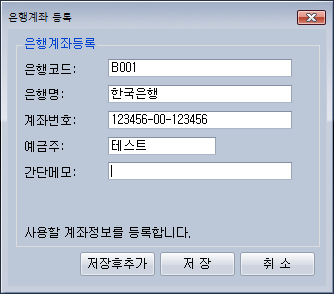 은행계좌 등록
은행계좌등록
은행코드: B001
은행명: 한국은행
계좌번호: 123456-00-123456
예금주: 테스트
간단메모:
사용할 계좌정보를 등록합니다.
저장후추가 저 장 취 소